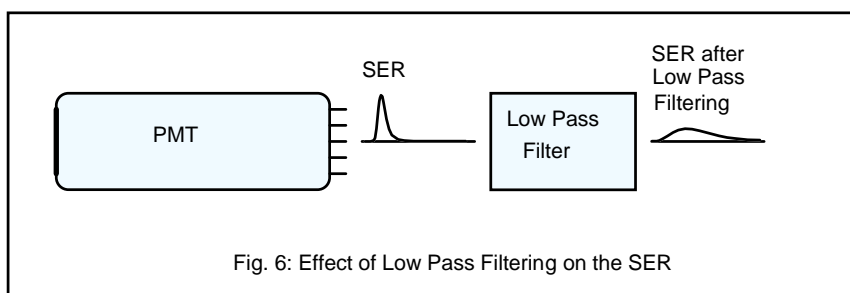 PMT
SER
Low Pass
Filter
SER after
Low Pass
Filtering
Fig. 6: Effect of Low Pass Filtering on the SER